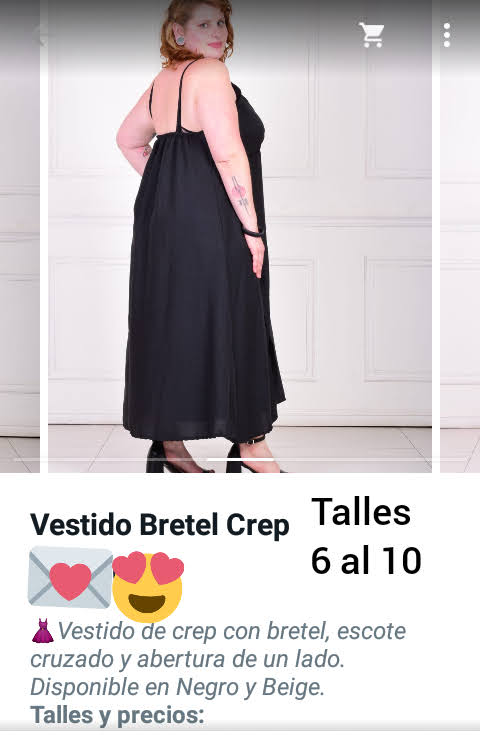 Vestido Bretel Crep
Talles
6 al 10
Vestido de crep con bretel, escote
cruzado y abertura de un lado.
Disponible en Negro y Beige.
Talles y precios: